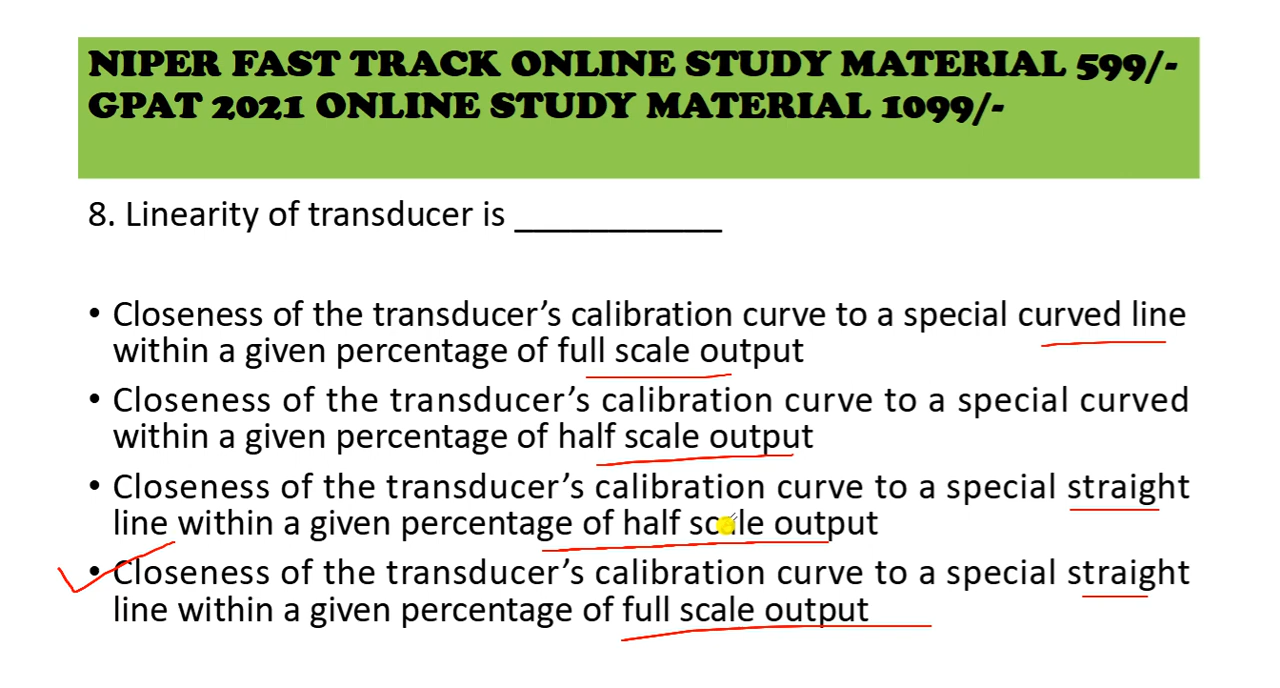 NIPER FAST TRACK ONLINE STUDY MATERIAL 599/-
GPAT 2021 ONLINE STUDY MATERIAL 1099/-
8. Linearity of transducer is ____________
• Closeness of the transducer’s calibration curve to a special curved line
within a given percentage of full scale output
• Closeness of the transducer’s calibration curve to a special curved
within a given percentage of half scale output
• Closeness of the transducer’s calibration curve to a special straight
line within a given percentage of half scale output
• Closeness of the transducer’s calibration curve to a special straight
line within a given percentage of full scale output